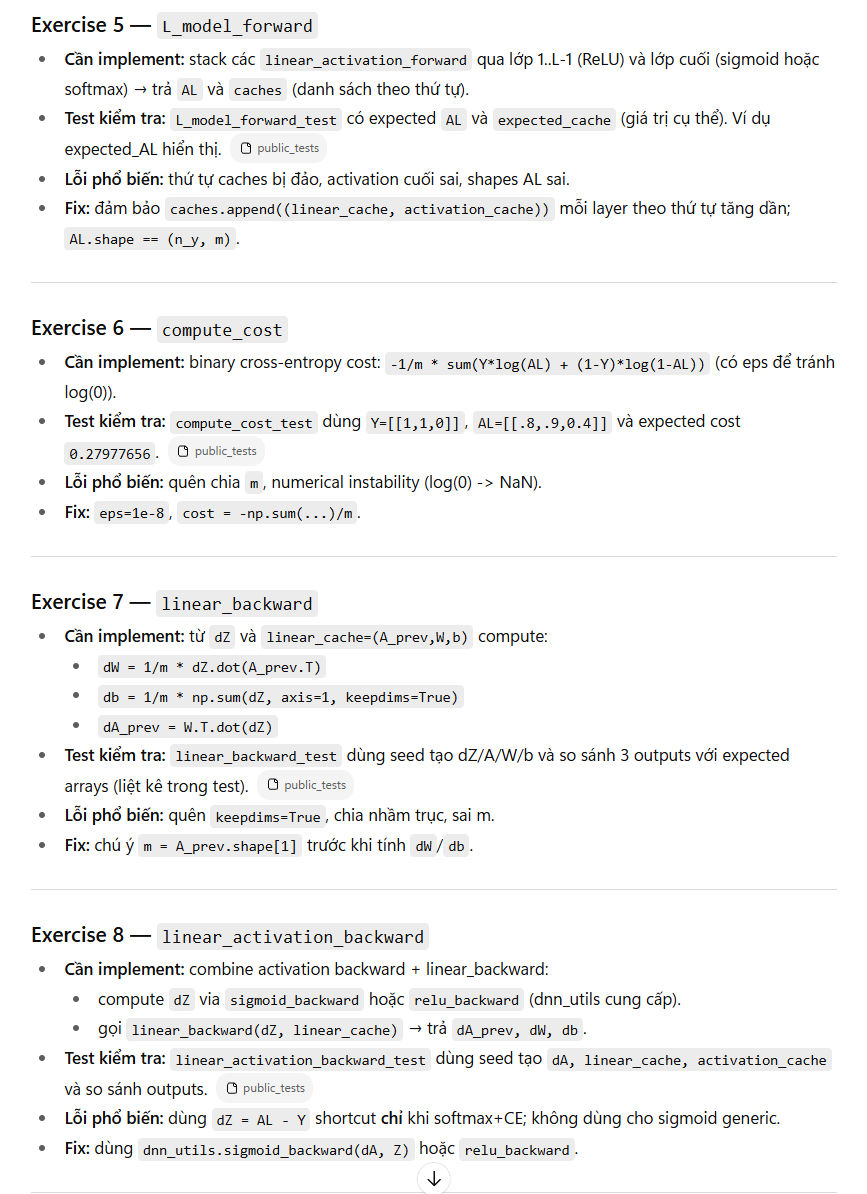 Exercise 5 — L_model_forward
Cần implement: stack các linear_activation_forward qua lớp 1..L-1 (ReLU) và lớp cuối (sigmoid hoặc
softmax) → trả AL và caches (danh sách theo thứ tự).
Test kiểm tra: L_model_forward_test có expected AL và expected_cache (giá trị cụ thể). Ví dụ
expected_AL hiển thị. public_tests
Lỗi phổ biến: thứ tự caches bị đảo, activation cuối sai, shapes AL sai.
Fix: đảm bảo caches.append((linear_cache, activation_cache)) mỗi layer theo thứ tự tăng dần;
AL.shape == (n_y, m).
Exercise 6 — compute_cost
Cần implement: binary cross-entropy cost: -1/m * sum(Y*log(AL) + (1-Y)*log(1-AL)) (có eps để tránh
log(0)).
Test kiểm tra: compute_cost_test dùng Y=[[1,1,0]], AL=[[.8,.9,0.4]] và expected cost
0.27977656. public_tests
Lỗi phổ biến: quên chia m, numerical instability (log(0) -> NaN).
Fix: eps=1e-8, cost = -np.sum(...)/m.
Exercise 7 — linear_backward
Cần implement: từ dZ và linear_cache=(A_prev,W,b) compute:
dW = 1/m * dZ.dot(A_prev.T)
db = 1/m * np.sum(dZ, axis=1, keepdims=True)
dA_prev = W.T.dot(dZ)
Test kiểm tra: linear_backward_test dùng seed tạo dZ/A/W/b và so sánh 3 outputs với expected
arrays (liệt kê trong test). public_tests
Lỗi phổ biến: quên keepdims=True, chia nhầm trục, sai m.
Fix: chú ý m = A_prev.shape[1] trước khi tính dW/db.
Exercise 8 — linear_activation_backward
Cần implement: combine activation backward + linear_backward:
compute dZ via sigmoid_backward hoặc relu_backward (dnn_utils cung cấp).
gọi linear_backward(dZ, linear_cache) → trả dA_prev, dW, db.
Test kiểm tra: linear_activation_backward_test dùng seed tạo dA, linear_cache, activation_cache
và so sánh outputs. public_tests
Lỗi phổ biến: dùng dZ = AL - Y shortcut chỉ khi softmax+CE; không dùng cho sigmoid generic.
Fix: dùng dnn_utils.sigmoid_backward(dA, Z) hoặc relu_backward.